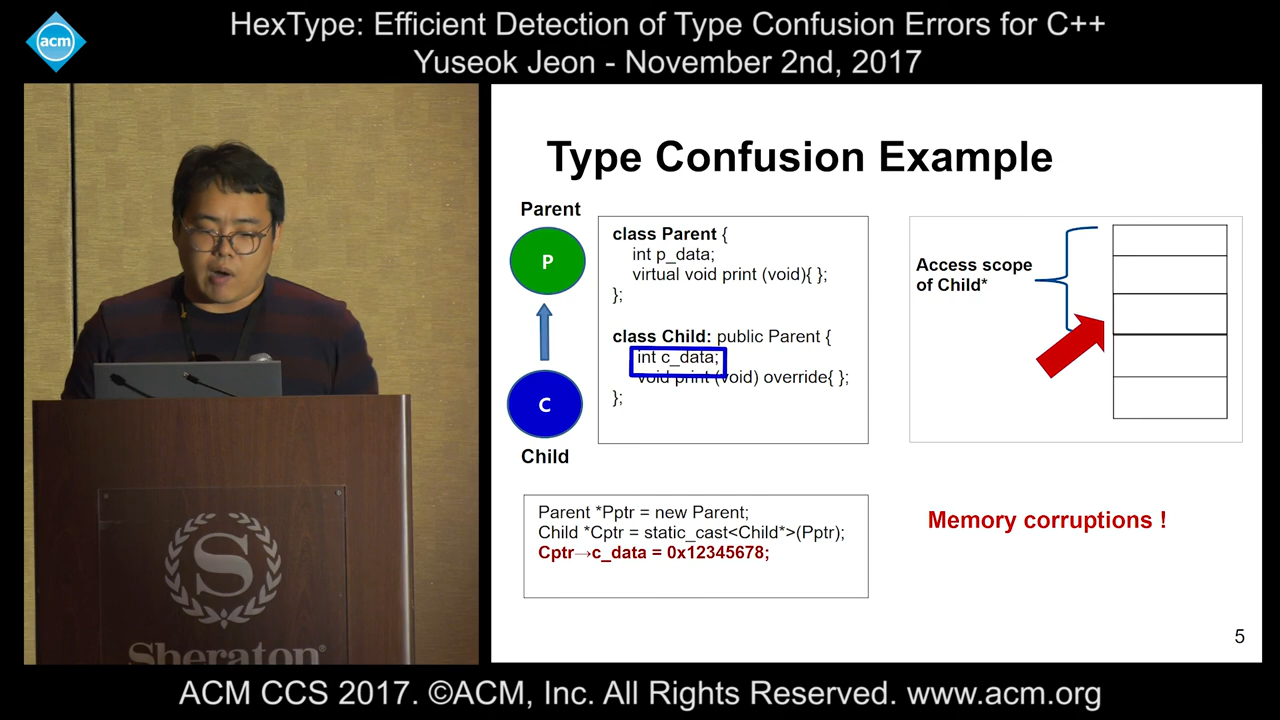 HexType: Efficient Detection of Type Confusion Errors for C++
acm
Yuseok Jeon - November 2nd, 2017
Type Confusion Example
Parent
P
class Parent {
int p_data;
virtual void print (void){ };
};
class Child: public Parent {
int c_data;
void print (void) override{ };
};
C
Child
Access scope
of Child*
Parent *Pptr = new Parent;
Child *Cptr = static_cast<Child*>(Pptr);
Cptr→c_data = 0x12345678;
Memory corruptions !
5
S
Sheraton®
ACM CCS 2017. ©ACM, Inc. All Rights Reserved. www.acm.org